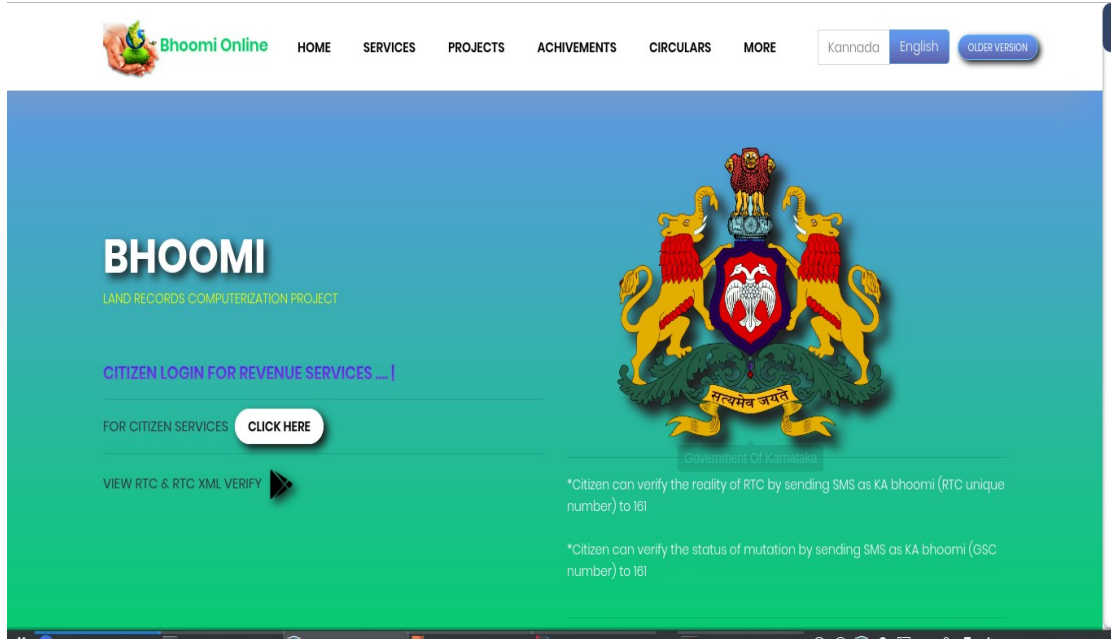 Bhoomi Online
HOME
SERVICES
PROJECTS
ACHIVEMENTS
CIRCULARS
MORE
Kannada
English
OLDER VERSION
BHOOMI
LAND RECORDS COMPUTERIZATION PROJECT
CITIZEN LOGIN FOR REVENUE SERVICES .... |
FOR CITIZEN SERVICES
CLICK HERE
VIEW RTC & RTC XML VERIFY
सत्यमेव जयते
Government Of Karnataka
*Citizen can verify the reality of RTC by sending SMS as KA bhoomi (RTC unique
number) to 161
*Citizen can verify the status of mutation by sending SMS as KA bhoomi (GSC
number) to 161